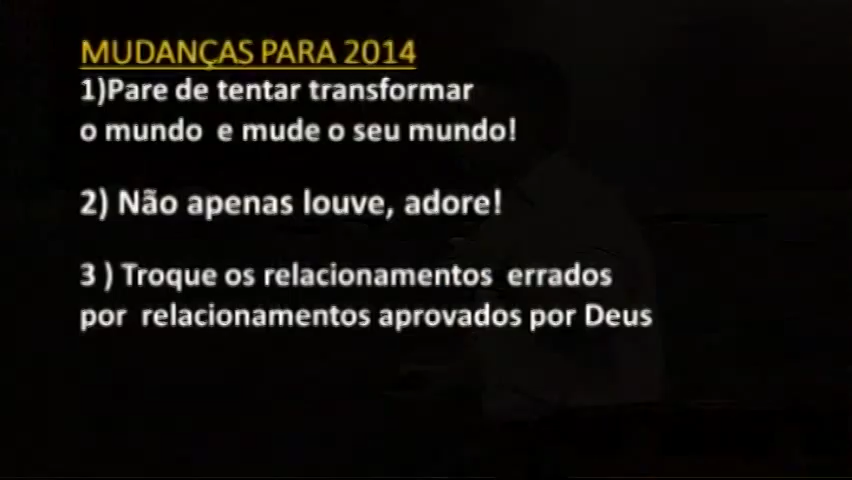 MUDANÇAS PARA 2014
1)Pare de tentar transformar
o mundo e mude o seu mundo!
2) Não apenas louve, adore!
3 ) Troque os relacionamentos errados
por relacionamentos aprovados por Deus